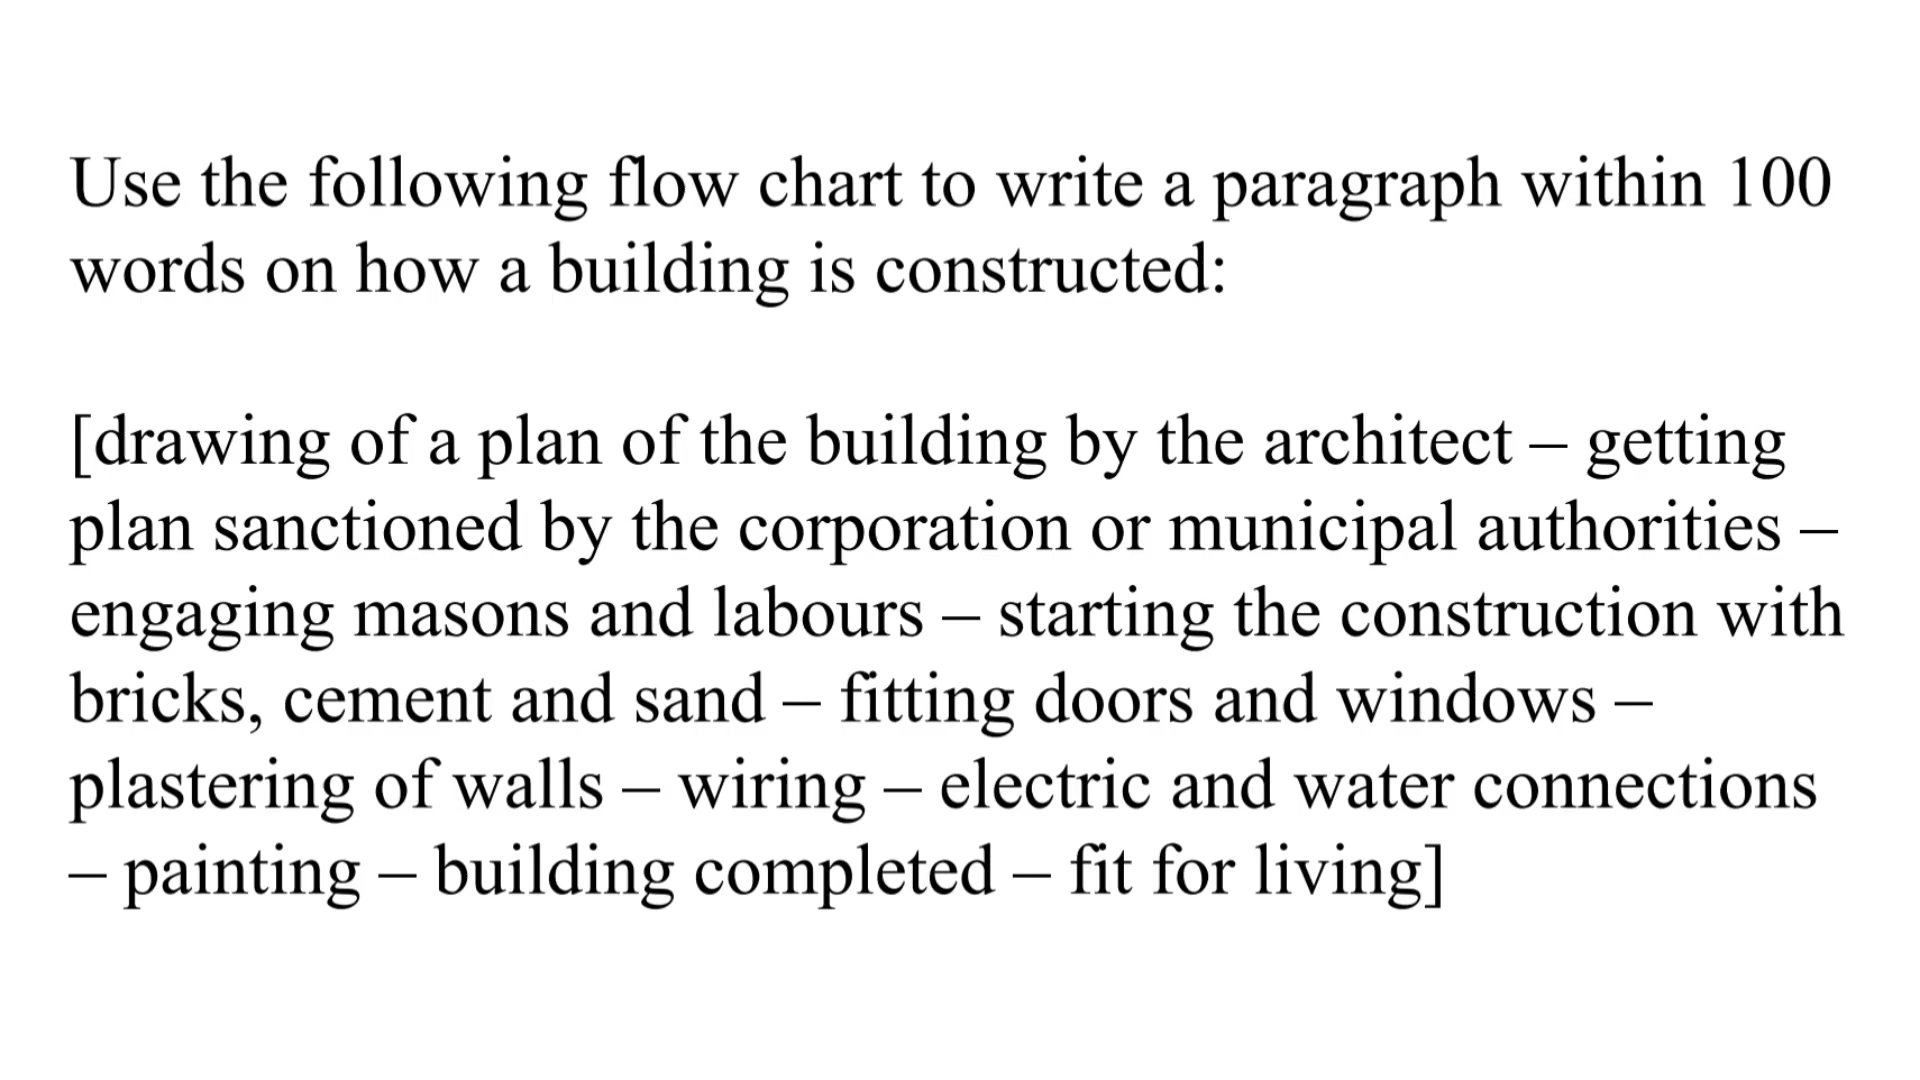 Use the following flow chart to write a paragraph within 100
words on how a building is constructed:
[drawing of a plan of the building by the architect – getting
plan sanctioned by the corporation or municipal authorities –
engaging masons and labours – starting the construction with
bricks, cement and sand – fitting doors and windows –
plastering of walls – wiring – electric and water connections
– painting – building completed – fit for living]